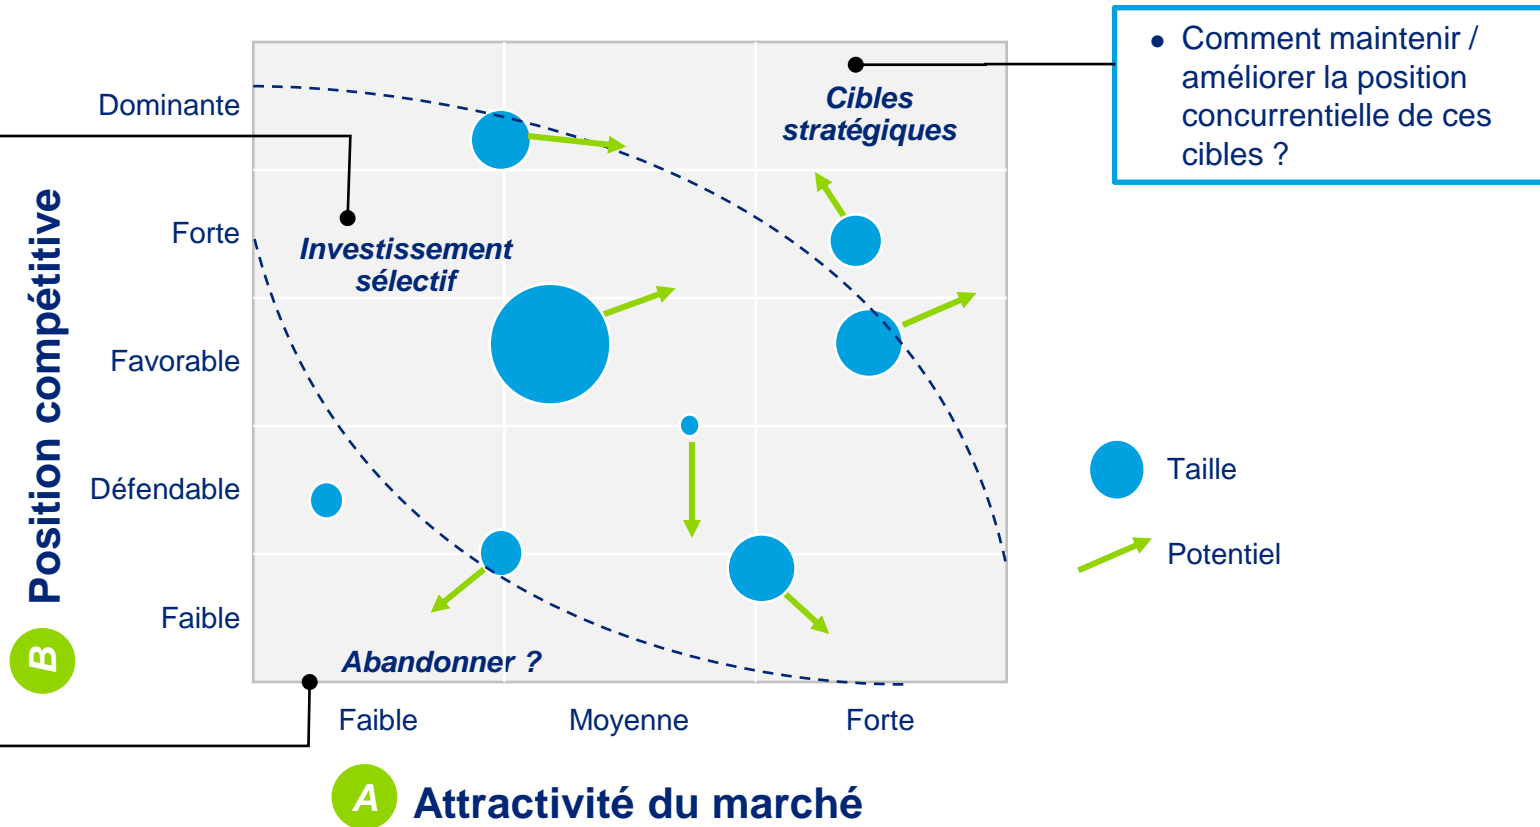 • Comment maintenir /
améliorer la position
concurrentielle de ces
cibles ?
Dominante
Forte
Favorable
Défendable
Faible
B
Position compétitive
Cibles
stratégiques
Investissement
sélectif
Abandonner ?
Taille
Potentiel
Faible
Moyenne
Forte
A
Attractivité du marché